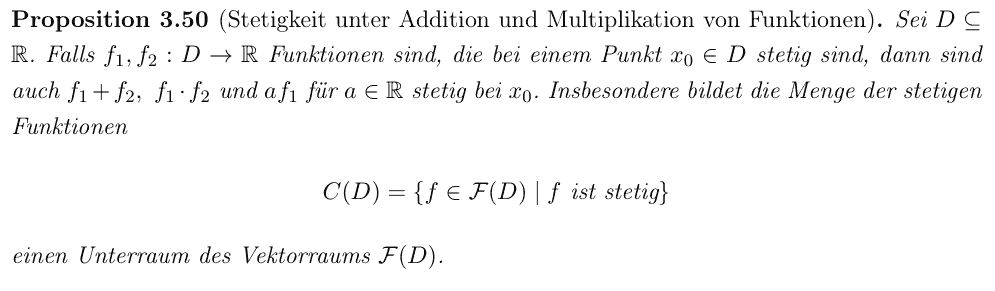 Proposition 3.50 (Stetigkeit unter Addition und Multiplikation von Funktionen). Sei D ⊆
ℝ. Falls f₁, f₂ : D → ℝ Funktionen sind, die bei einem Punkt x₀ ∈ D stetig sind, dann sind
auch f₁ + f₂, f₁ · f₂ und af₁ für a ∈ ℝ stetig bei x₀. Insbesondere bildet die Menge der stetigen
Funktionen
C(D) = {f ∈ ℱ(D) | f ist stetig}
einen Unterraum des Vektorraums ℱ(D).